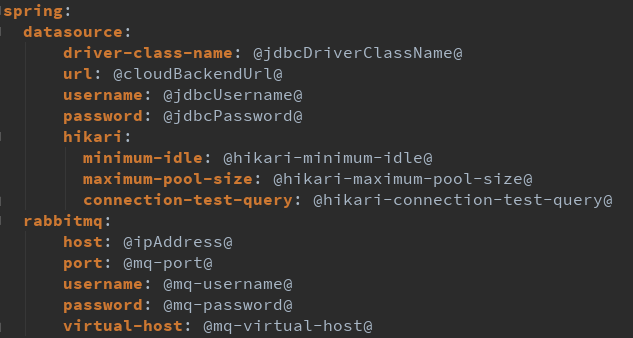 spring:
  datasource:
      driver-class-name: @jdbcDriverClassName@
      url: @cloudBackendUrl@
      username: @jdbcUsername@
      password: @jdbcPassword@
      hikari:
        minimum-idle: @hikari-minimum-idle@
        maximum-pool-size: @hikari-maximum-pool-size@
        connection-test-query: @hikari-connection-test-query@
  rabbitmq:
      host: @ipAddress@
      port: @mq-port@
      username: @mq-username@
      password: @mq-password@
      virtual-host: @mq-virtual-host@